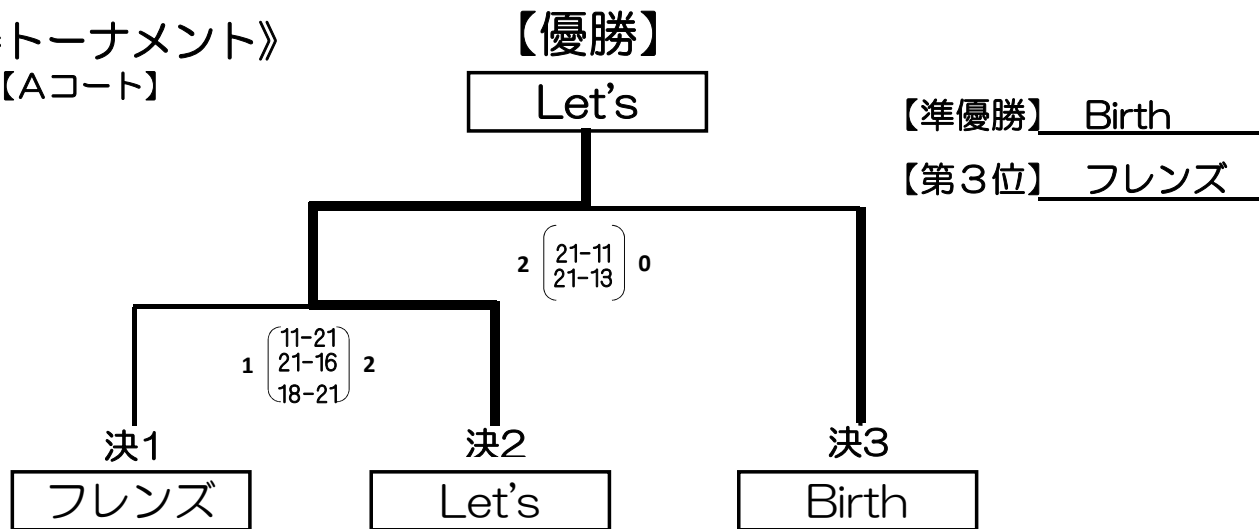 トーナメント》
【Aコート】
【優勝】
Let's
【準優勝】 Birth
【第3位】 フレンズ
2 21-11 0
21-13
11-21
1 21-16 2
18-21
決1
決2
決3
フレンズ
Let's
Birth